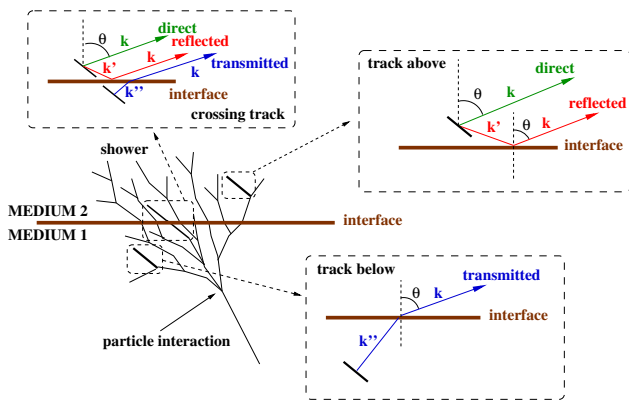 θ
direct
k
reflected
k'
k
transmitted
k''
interface
crossing track
track above
θ
direct
k
reflected
k'
θ
k
interface
shower
MEDIUM 2
interface
MEDIUM 1
track below
transmitted
θ
k
interface
k''
particle interaction